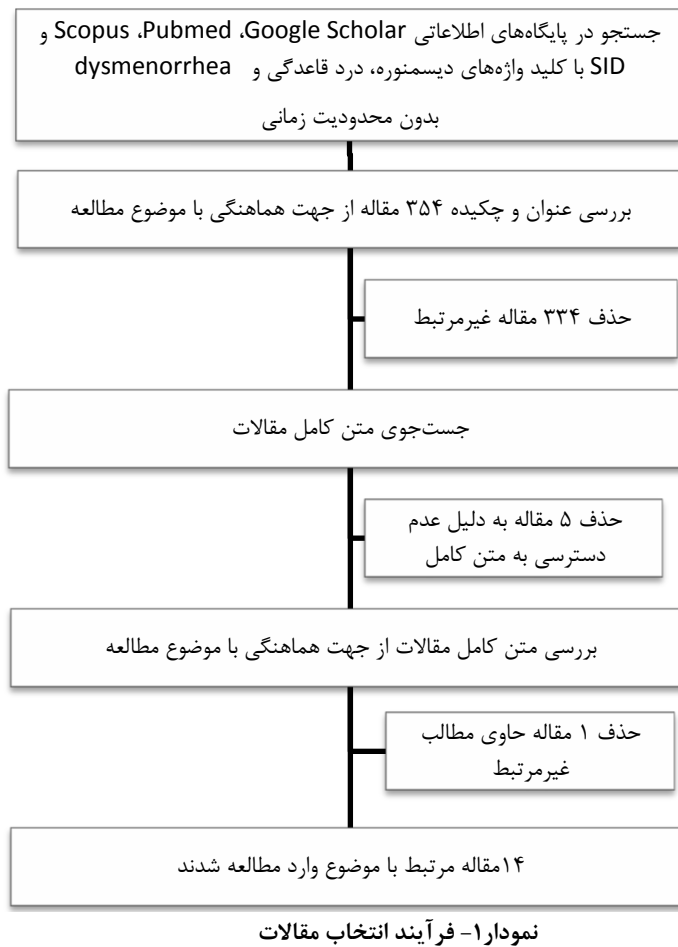 جستجو در پایگاه‌های اطلاعاتی Scopus ،Pubmed ،Google Scholar و
SID با کلید واژه‌های دیسمنوره، درد قاعدگی و dysmenorrhea
بدون محدودیت زمانی
بررسی عنوان و چکیده ۳۵۴ مقاله از جهت هماهنگی با موضوع مطالعه
حذف ۳۳۴ مقاله غیرمرتبط
جست‌جوی متن کامل مقالات
حذف ۵ مقاله به دلیل عدم
دسترسی به متن کامل
بررسی متن کامل مقالات از جهت هماهنگی با موضوع مطالعه
حذف ۱ مقاله حاوی مطالب
غیرمرتبط
۱۴مقاله مرتبط با موضوع وارد مطالعه شدند
نمودار۱- فرآیند انتخاب مقالات